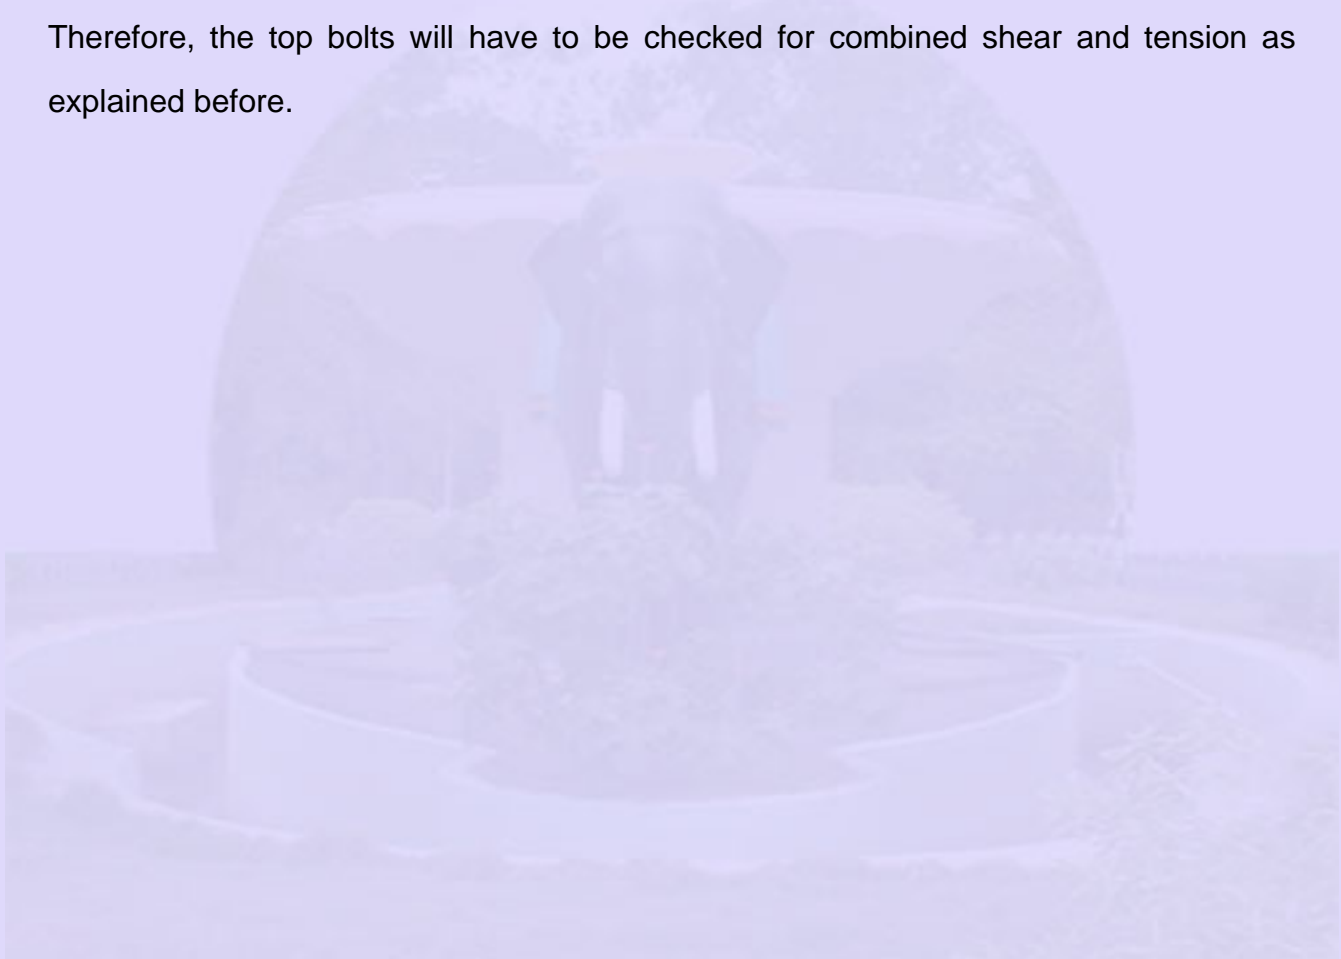 Therefore, the top bolts will have to be checked for combined shear and tension as
explained before.